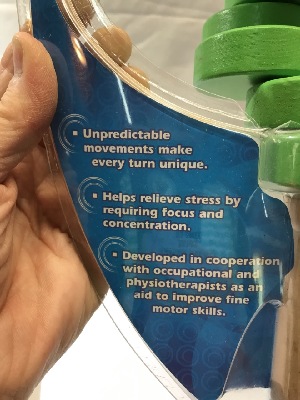 ▪ Unpredictable
movements make
every turn unique.
▪ Helps relieve stress by
requiring focus and
concentration.
▪ Developed in cooperation
with occupational and
physiotherapists as an
aid to improve fine
motor skills.